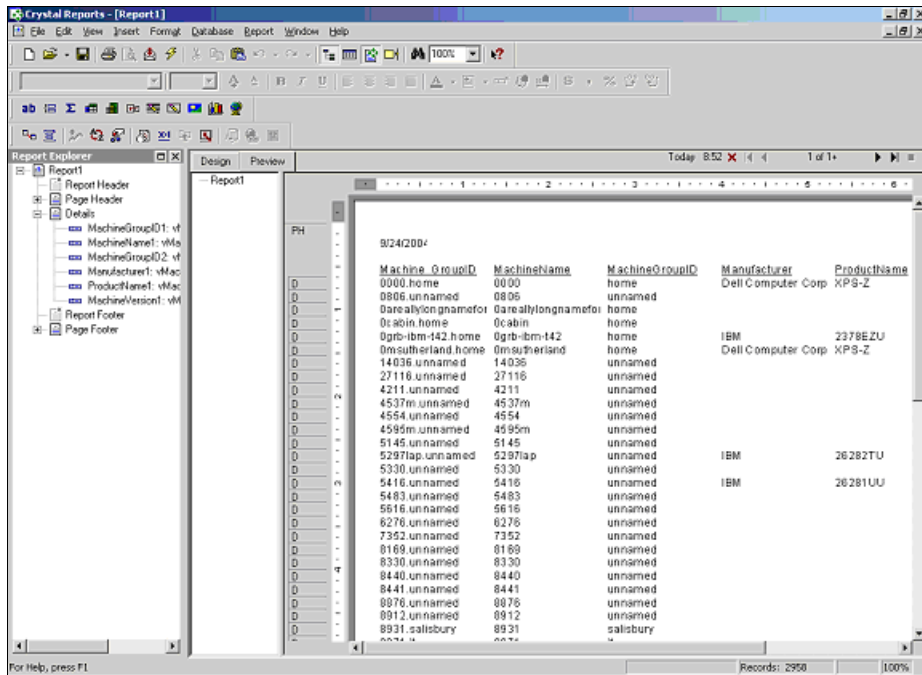 Crystal Reports - [Report1]
File Edit View Insert Format Database Report Window Help
100%
Report Explorer
Report1
Report Header
Page Header
Details
MachineGroupID1: vM
MachineName1: vMa
MachineGroupID2: vM
Manufacturer1: vMac
ProductName1: vMac
MachineVersion1: vM
Report Footer
Page Footer
Design Preview
Today 8:52 1 of 1+
Report1
PH
9/24/2004
Machine_GroupID MachineName MachineGroupID Manufacturer ProductName
D 0000.home 0000 home Dell Computer Corp XPS-Z
D 0806.unnamed 0806 unnamed
D 0areallylongnamefor 0areallylongnamefor home
D 0cabin.home 0cabin home
D 0grb-ibm-t42.home 0grb-ibm-t42 home IBM 2378EZU
D 0msutherland.home 0msutherland home Dell Computer Corp XPS-Z
D 14036.unnamed 14036 unnamed
D 27116.unnamed 27116 unnamed
D 4211.unnamed 4211 unnamed
D 4537m.unnamed 4537m unnamed
D 4554.unnamed 4554 unnamed
D 4595m.unnamed 4595m unnamed
D 5145.unnamed 5145 unnamed
D 5297lap.unnamed 5297lap unnamed IBM 26282TU
D 5330.unnamed 5330 unnamed
D 5416.unnamed 5416 unnamed IBM 26281UU
D 5483.unnamed 5483 unnamed
D 5616.unnamed 5616 unnamed
D 6276.unnamed 6276 unnamed
D 7352.unnamed 7352 unnamed
D 8169.unnamed 8169 unnamed
D 8330.unnamed 8330 unnamed
D 8440.unnamed 8440 unnamed
D 8441.unnamed 8441 unnamed
D 8876.unnamed 8876 unnamed
D 8912.unnamed 8912 unnamed
D 8931.salisbury 8931 salisbury
For Help, press F1
Records: 2958
100%